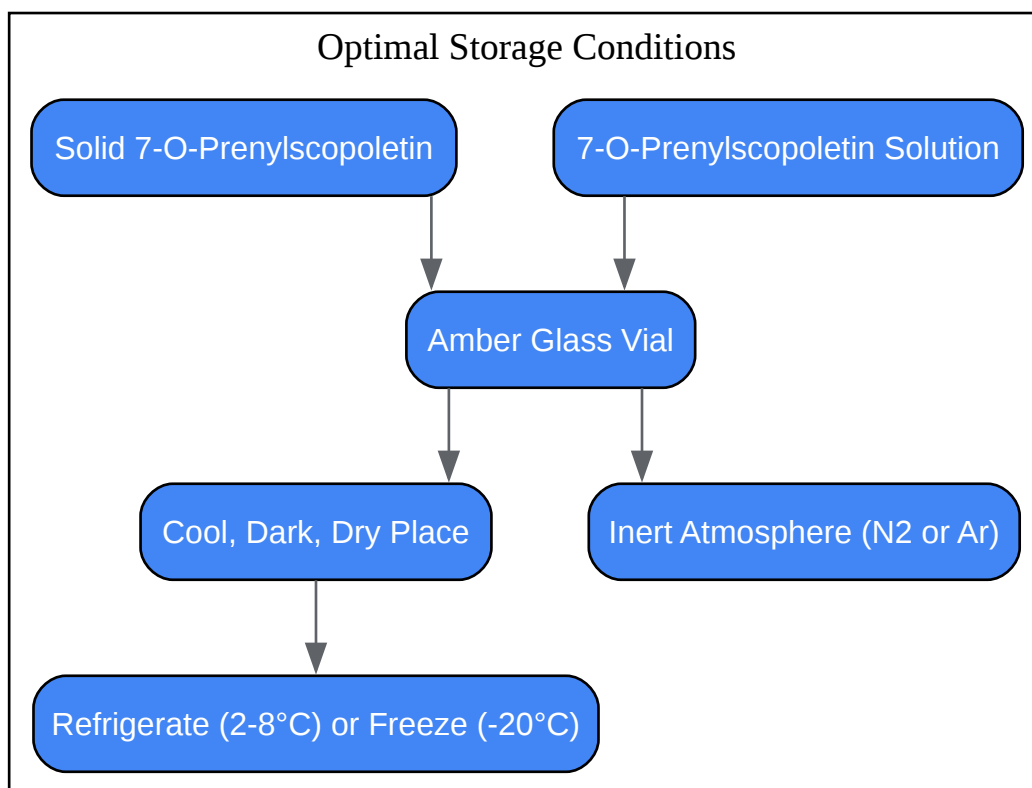 Optimal Storage Conditions
Solid 7-O-Prenylscopoletin
7-O-Prenylscopoletin Solution
Amber Glass Vial
Cool, Dark, Dry Place
Inert Atmosphere (N2 or Ar)
Refrigerate (2-8°C) or Freeze (-20°C)